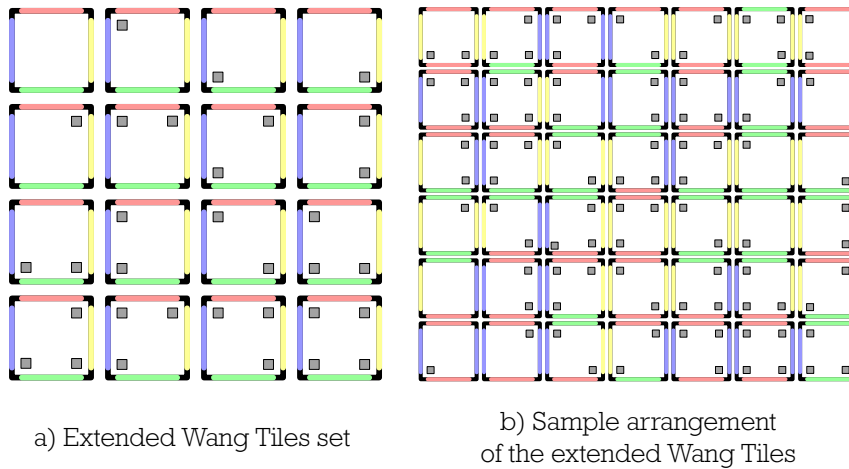 a) Extended Wang Tiles set
b) Sample arrangement
of the extended Wang Tiles